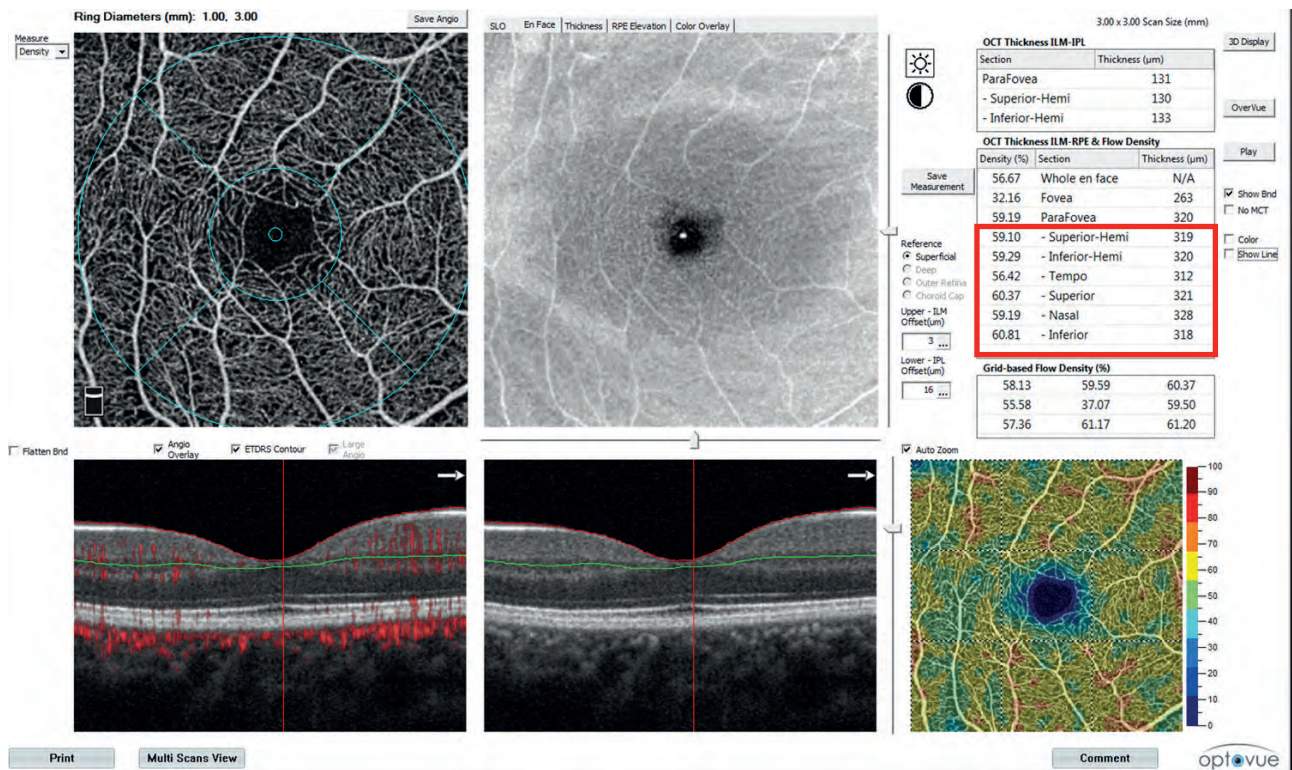 Ring Diameters (mm): 1.00, 3.00
Save Angio
Measure
Density
SLO En Face Thickness RPE Elevation Color Overlay
3.00 x 3.00 Scan Size (mm)
OCT Thickness ILM-IPL
Section Thickness (µm)
ParaFovea 131
- Superior-Hemi 130
- Inferior-Hemi 133
3D Display
OverVue
Play
Show Bnd
No MCT
Color
Show Line
Save
Measurement
OCT Thickness ILM-RPE & Flow Density
Density (%) Section Thickness (µm)
56.67 Whole en face N/A
32.16 Fovea 263
59.19 ParaFovea 320
59.10 - Superior-Hemi 319
59.29 - Inferior-Hemi 320
56.42 - Tempo 312
60.37 - Superior 321
59.19 - Nasal 328
60.81 - Inferior 318
Reference
Superficial
Deep
Outer Retina
Choroid Cap
Upper - ILM
Offset(um)
3 ...
Lower - IPL
Offset(um)
16 ...
Grid-based Flow Density (%)
58.13 59.59 60.37
55.58 37.07 59.50
57.36 61.17 61.20
Flatten Bnd
Angio
Overlay
ETDRS Contour
Large
Angio
Auto Zoom
100
90
80
70
60
50
40
30
20
10
0
Print
Multi Scans View
Comment
optovue